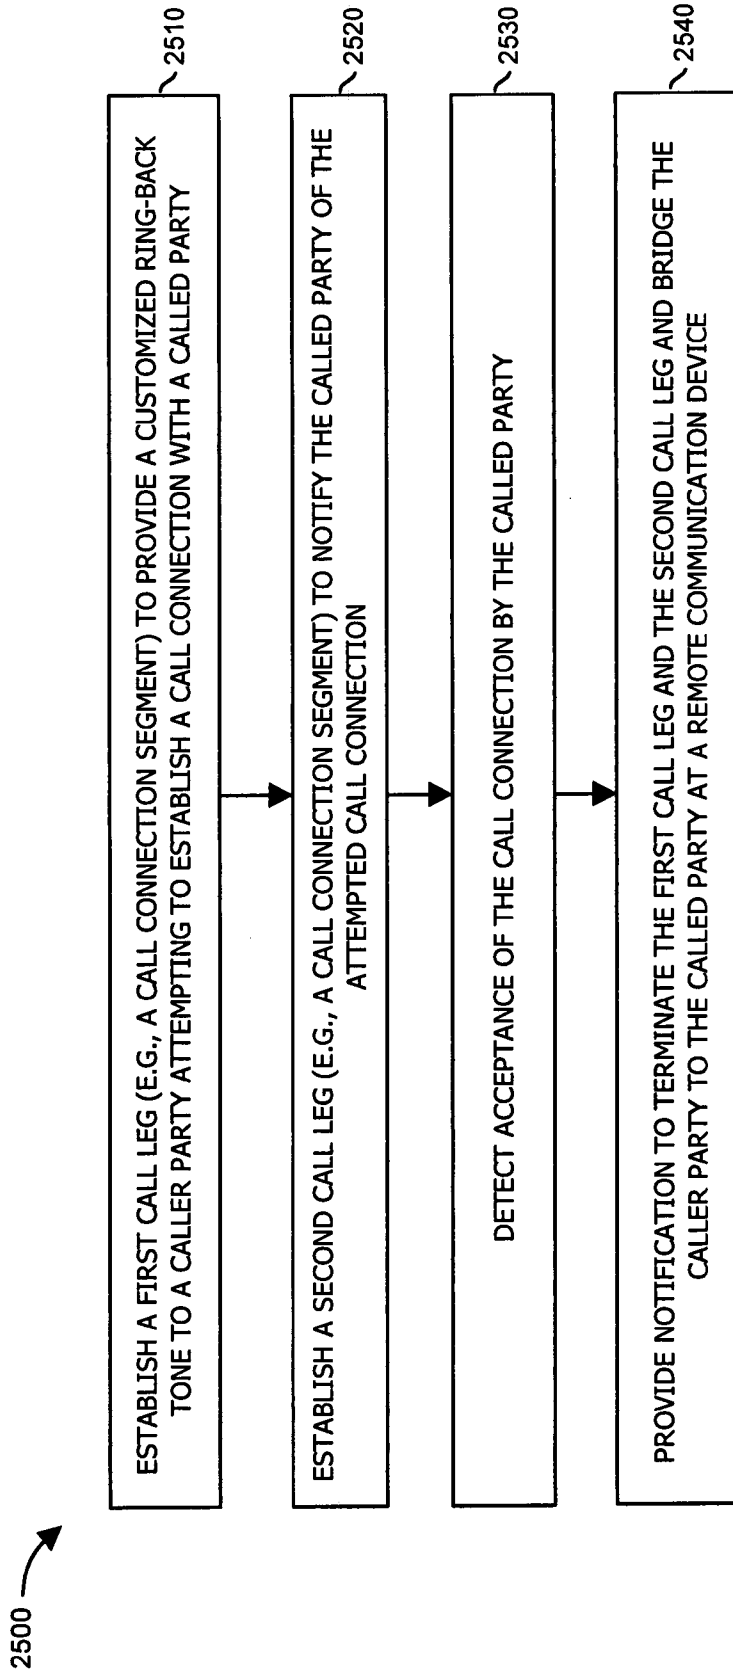 2500
ESTABLISH A FIRST CALL LEG (E.G., A CALL CONNECTION SEGMENT) TO PROVIDE A CUSTOMIZED RING-BACK
TONE TO A CALLER PARTY ATTEMPTING TO ESTABLISH A CALL CONNECTION WITH A CALLED PARTY
2510
ESTABLISH A SECOND CALL LEG (E.G., A CALL CONNECTION SEGMENT) TO NOTIFY THE CALLED PARTY OF THE
ATTEMPTED CALL CONNECTION
2520
DETECT ACCEPTANCE OF THE CALL CONNECTION BY THE CALLED PARTY
2530
PROVIDE NOTIFICATION TO TERMINATE THE FIRST CALL LEG AND THE SECOND CALL LEG AND BRIDGE THE
CALLER PARTY TO THE CALLED PARTY AT A REMOTE COMMUNICATION DEVICE
2540